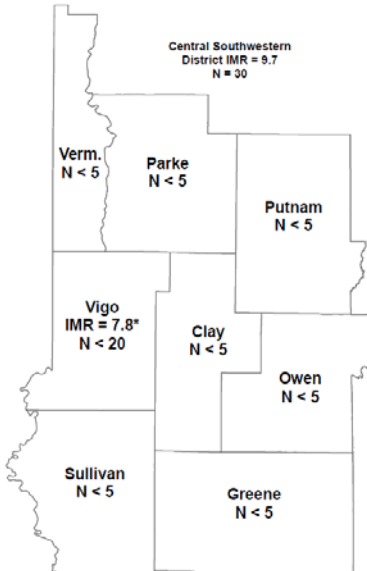 Central Southwestern
District IMR = 9.7
N = 30
Verm.
N < 5
Parke
N < 5
Putnam
N < 5
Vigo
IMR = 7.8*
N < 20
Clay
N < 5
Owen
N < 5
Sullivan
N < 5
Greene
N < 5